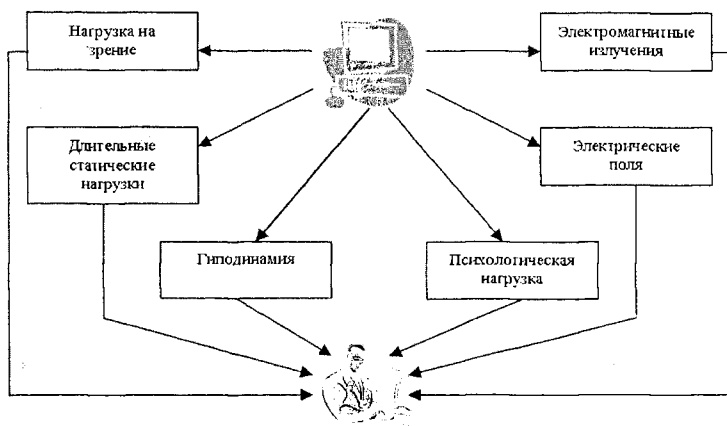 Нагрузка на
зрение
Электромагнитные
излучения
Длительные
статические
нагрузки
Электрические
поля
Гиподинамия
Психологическая
нагрузка